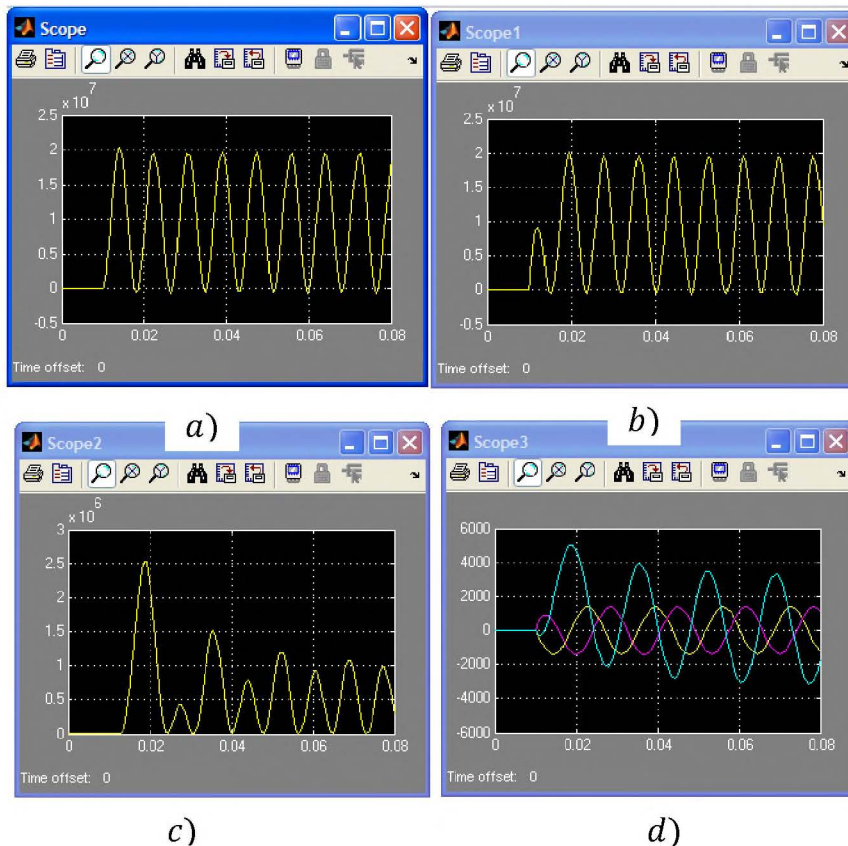 Scope
Scope1
x 10^7
2.5
2
1.5
1
0.5
0
-0.5
0 0.02 0.04 0.06 0.08
Time offset: 0
x 10^7
2.5
2
1.5
1
0.5
0
-0.5
0 0.02 0.04 0.06 0.08
Time offset: 0
a)
b)
Scope2
Scope3
x 10^6
3
2.5
2
1.5
1
0.5
0
0 0.02 0.04 0.06 0.08
Time offset: 0
6000
4000
2000
0
-2000
-4000
-6000
0 0.02 0.04 0.06 0.08
Time offset: 0
c)
d)